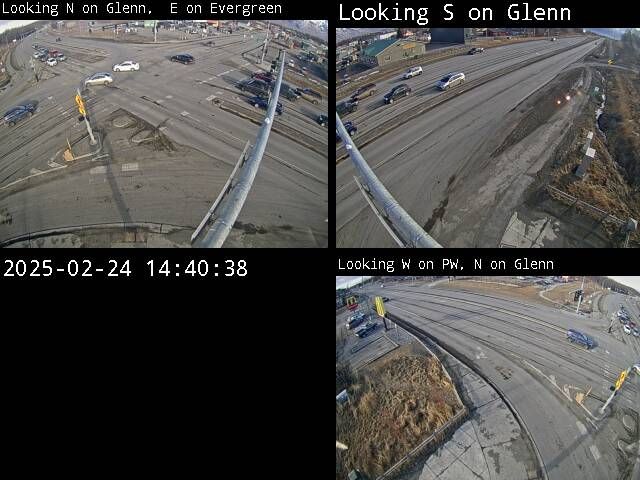 Looking N on Glenn,  E on Evergreen
Looking S on Glenn
2025-02-24 14:40:38
Looking W on PW, N on Glenn